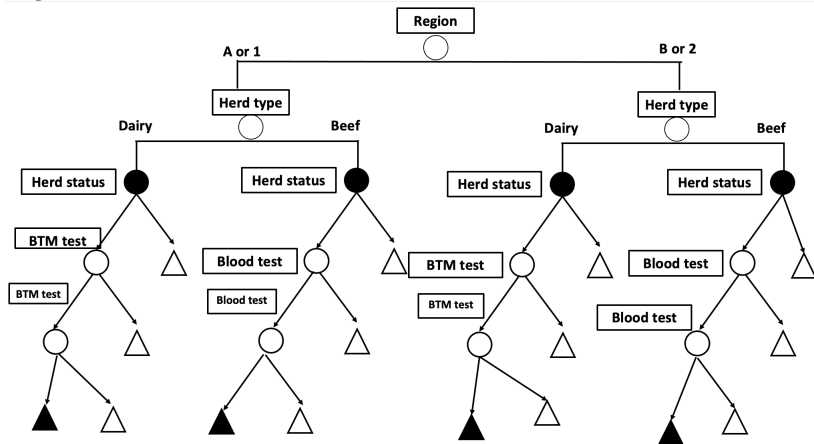 Region
A or 1
B or 2
Herd type
Herd type
Dairy
Beef
Dairy
Beef
Herd status
Herd status
Herd status
Herd status
BTM test
Blood test
BTM test
Blood test
BTM test
Blood test
BTM test
Blood test